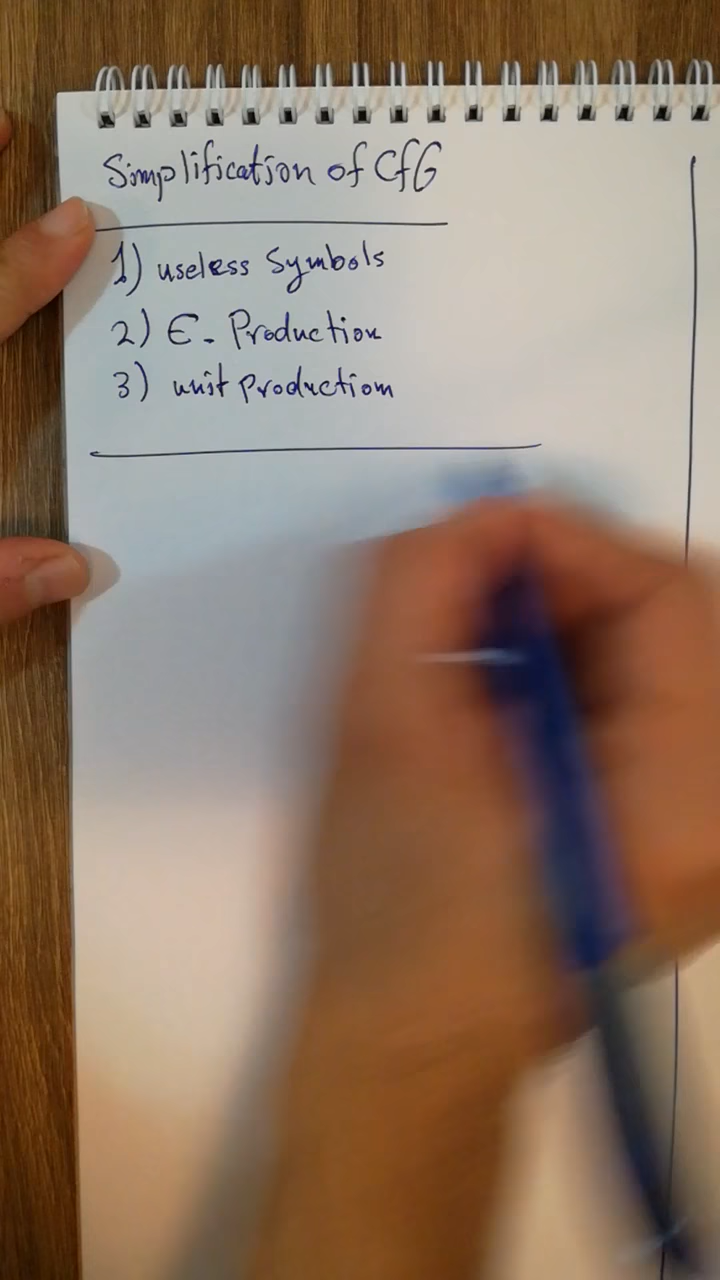 Simplification of CfG
1) useless Symbols
2) ε. Production
3) unit production